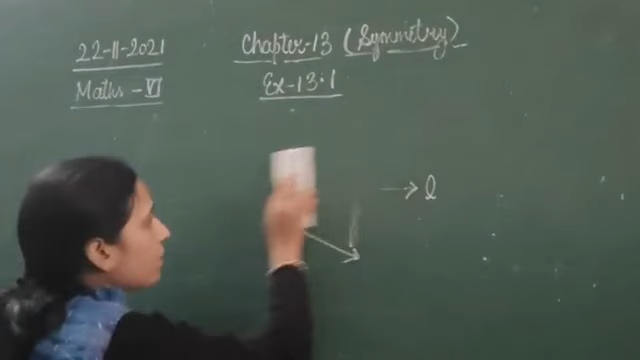 22-11-2021
Maths - VI
Chapter-13 (Symmetry)
Ex-13.1
l